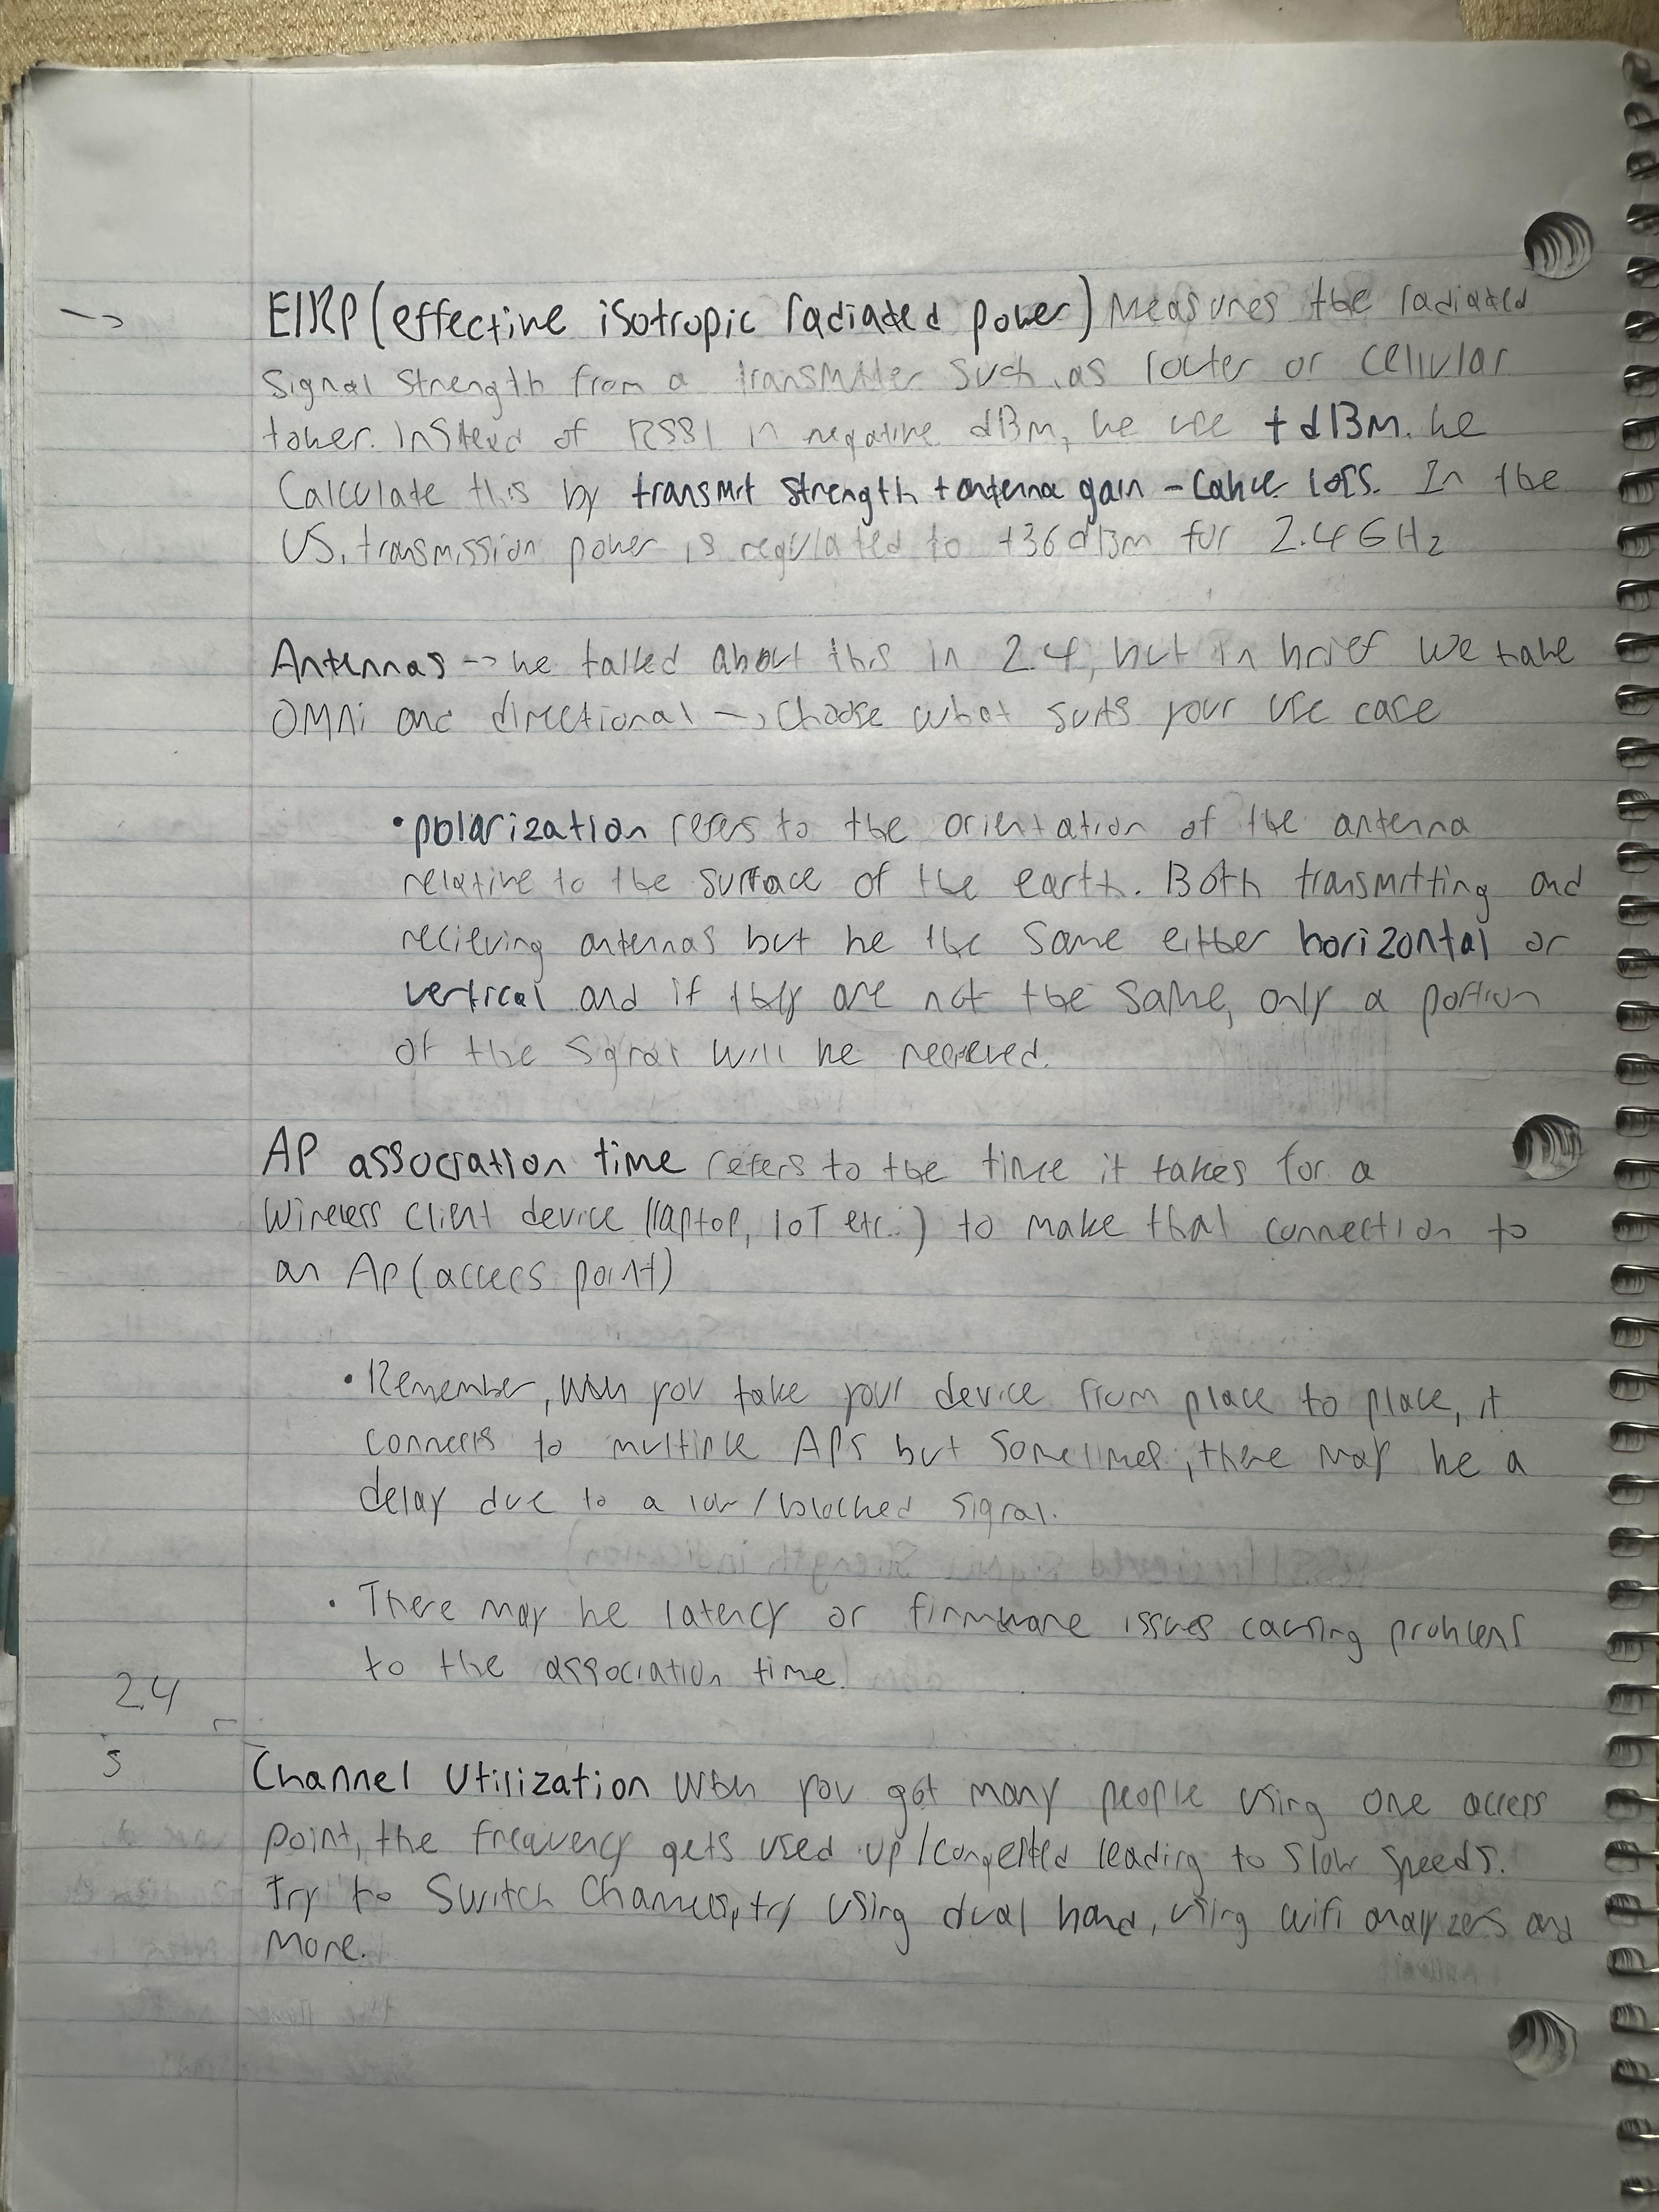 -> EIRP (effective isotropic radiated power) measures the radiated
signal strength from a transmitter such as router or cellular
tower. Instead of RSSI in negative dBm, we use + dBm. we
Calculate this by transmit strength + antenna gain - Cable loss. In the
US, transmission power is regulated to +36 dBm for 2.4 GHz
Antennas -> we talked about this in 2.4, but in brief we have
OMNi and directional -> Choose what suits your use case
• polarization refers to the orientation of the antenna
relative to the surface of the earth. Both transmitting and
recieving antennas but be the same either horizontal or
vertical and if they are not the same, only a portion
of the signal will be recieved.
AP association time refers to the time it takes for a
Wireless client device (laptop, IoT etc.) to make that connection to
an AP (access point)
• Remember, when you take your device from place to place, it
connects to multiple APs but sometimes, there may be a
delay due to a low/blocked signal.
• There may be latency or firmware issues causing problems
to the association time.
2.4
5
Channel Utilization when you got many people using one access
point, the frequency gets used up/congested leading to slow speeds.
Try to Switch Channels, try using dual band, using wifi analyzers and
more.